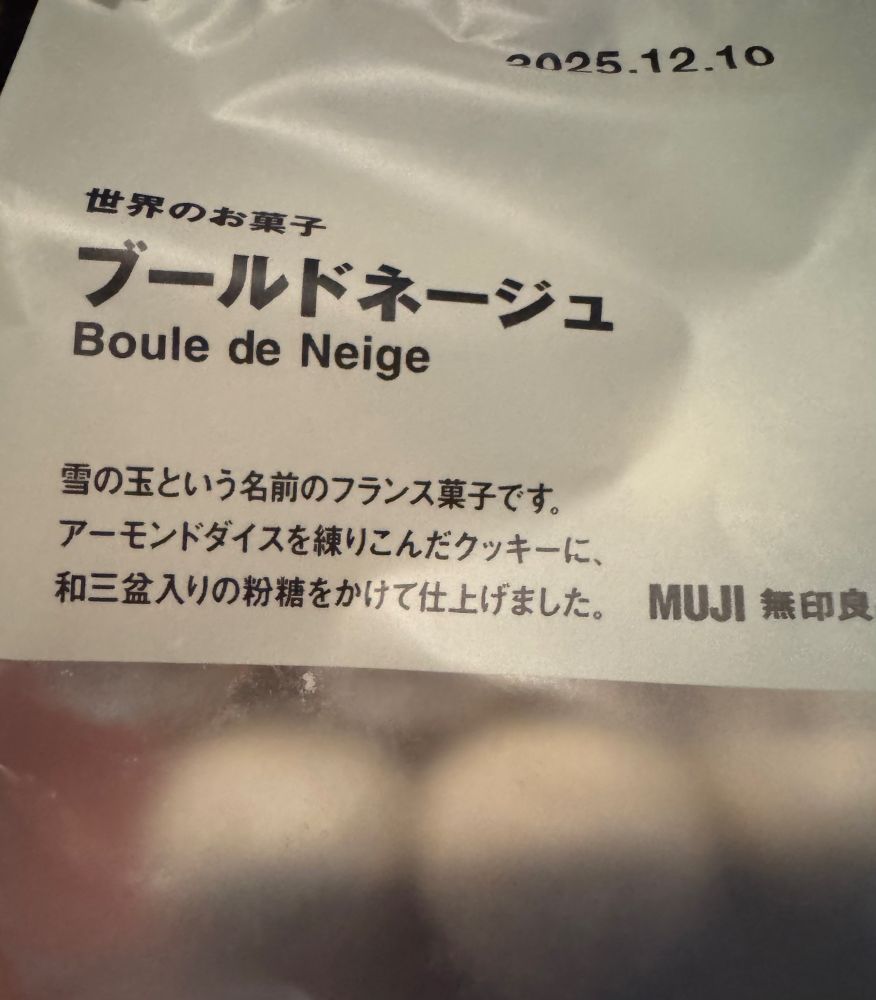 2025.12.10
世界のお菓子
ブールドネージュ
Boule de Neige
雪の玉という名前のフランス菓子です。
アーモンドダイスを練りこんだクッキーに、
和三盆入りの粉糖をかけて仕上げました。
MUJI 無印良